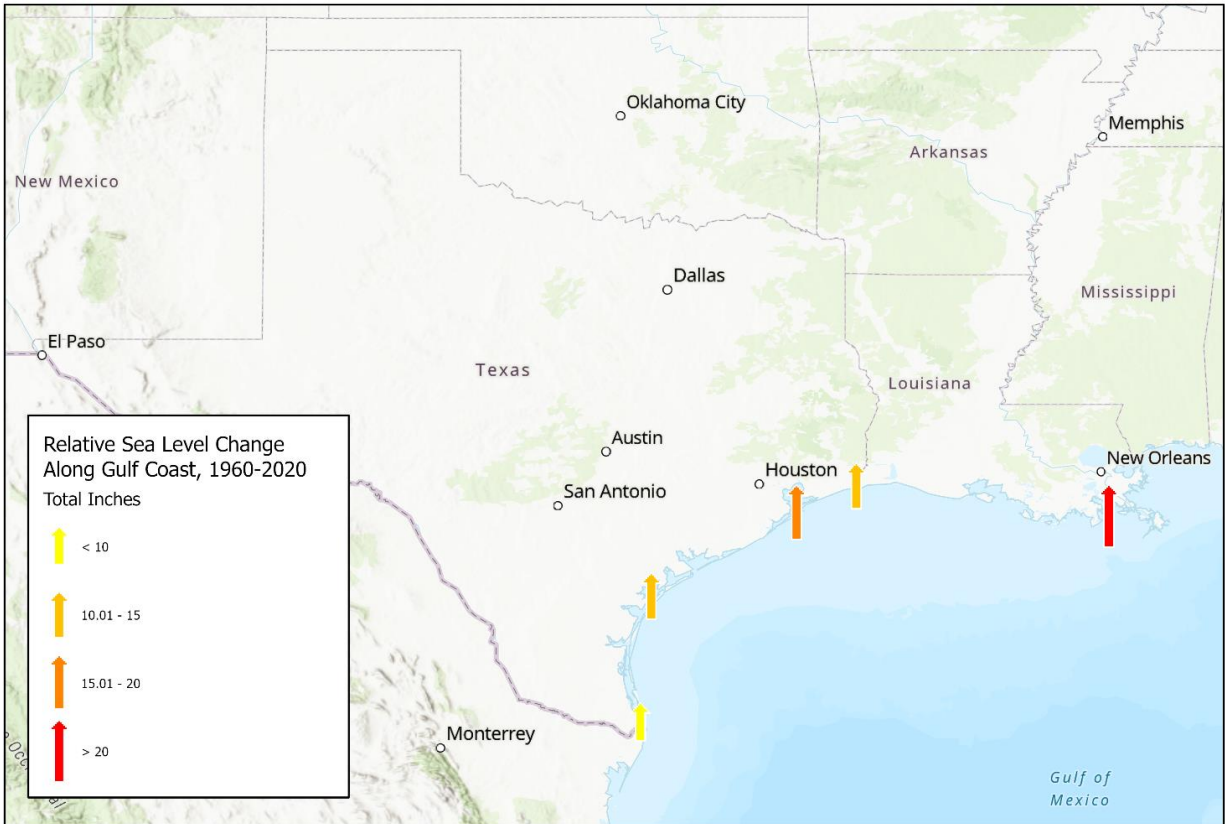 Oklahoma City
Memphis
Arkansas
New Mexico
Dallas
Mississippi
El Paso
Texas
Louisiana
Austin
Houston
New Orleans
San Antonio
Relative Sea Level Change
Along Gulf Coast, 1960-2020
Total Inches
< 10
10.01 - 15
15.01 - 20
> 20
Monterrey
Gulf of
Mexico